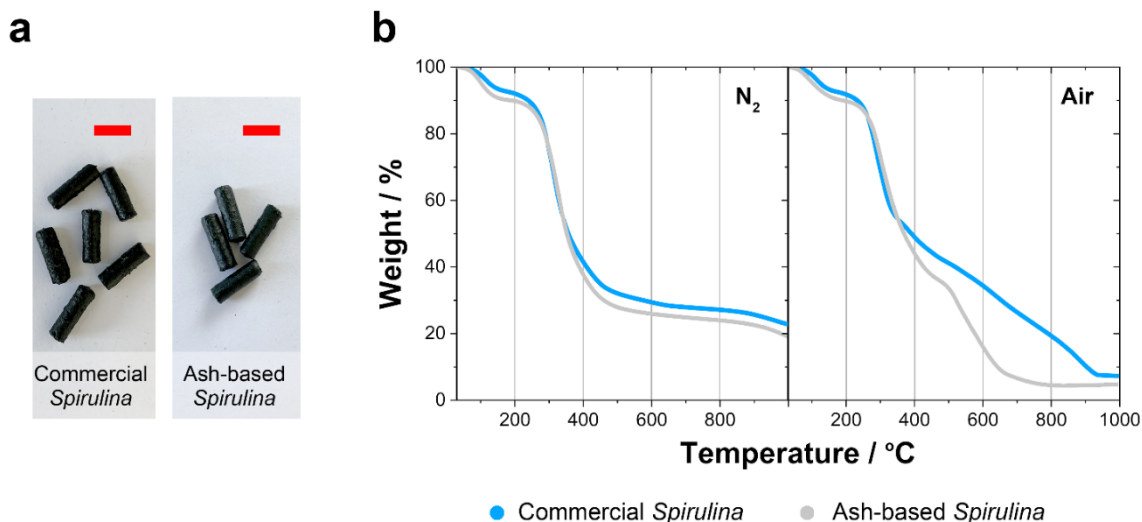 a
Commercial
Spirulina
Ash-based
Spirulina
b
100
80
60
40
20
0
Weight / %
N2
Air
200
400
600
800
200
400
600
800
1000
Temperature / °C
Commercial Spirulina
Ash-based Spirulina